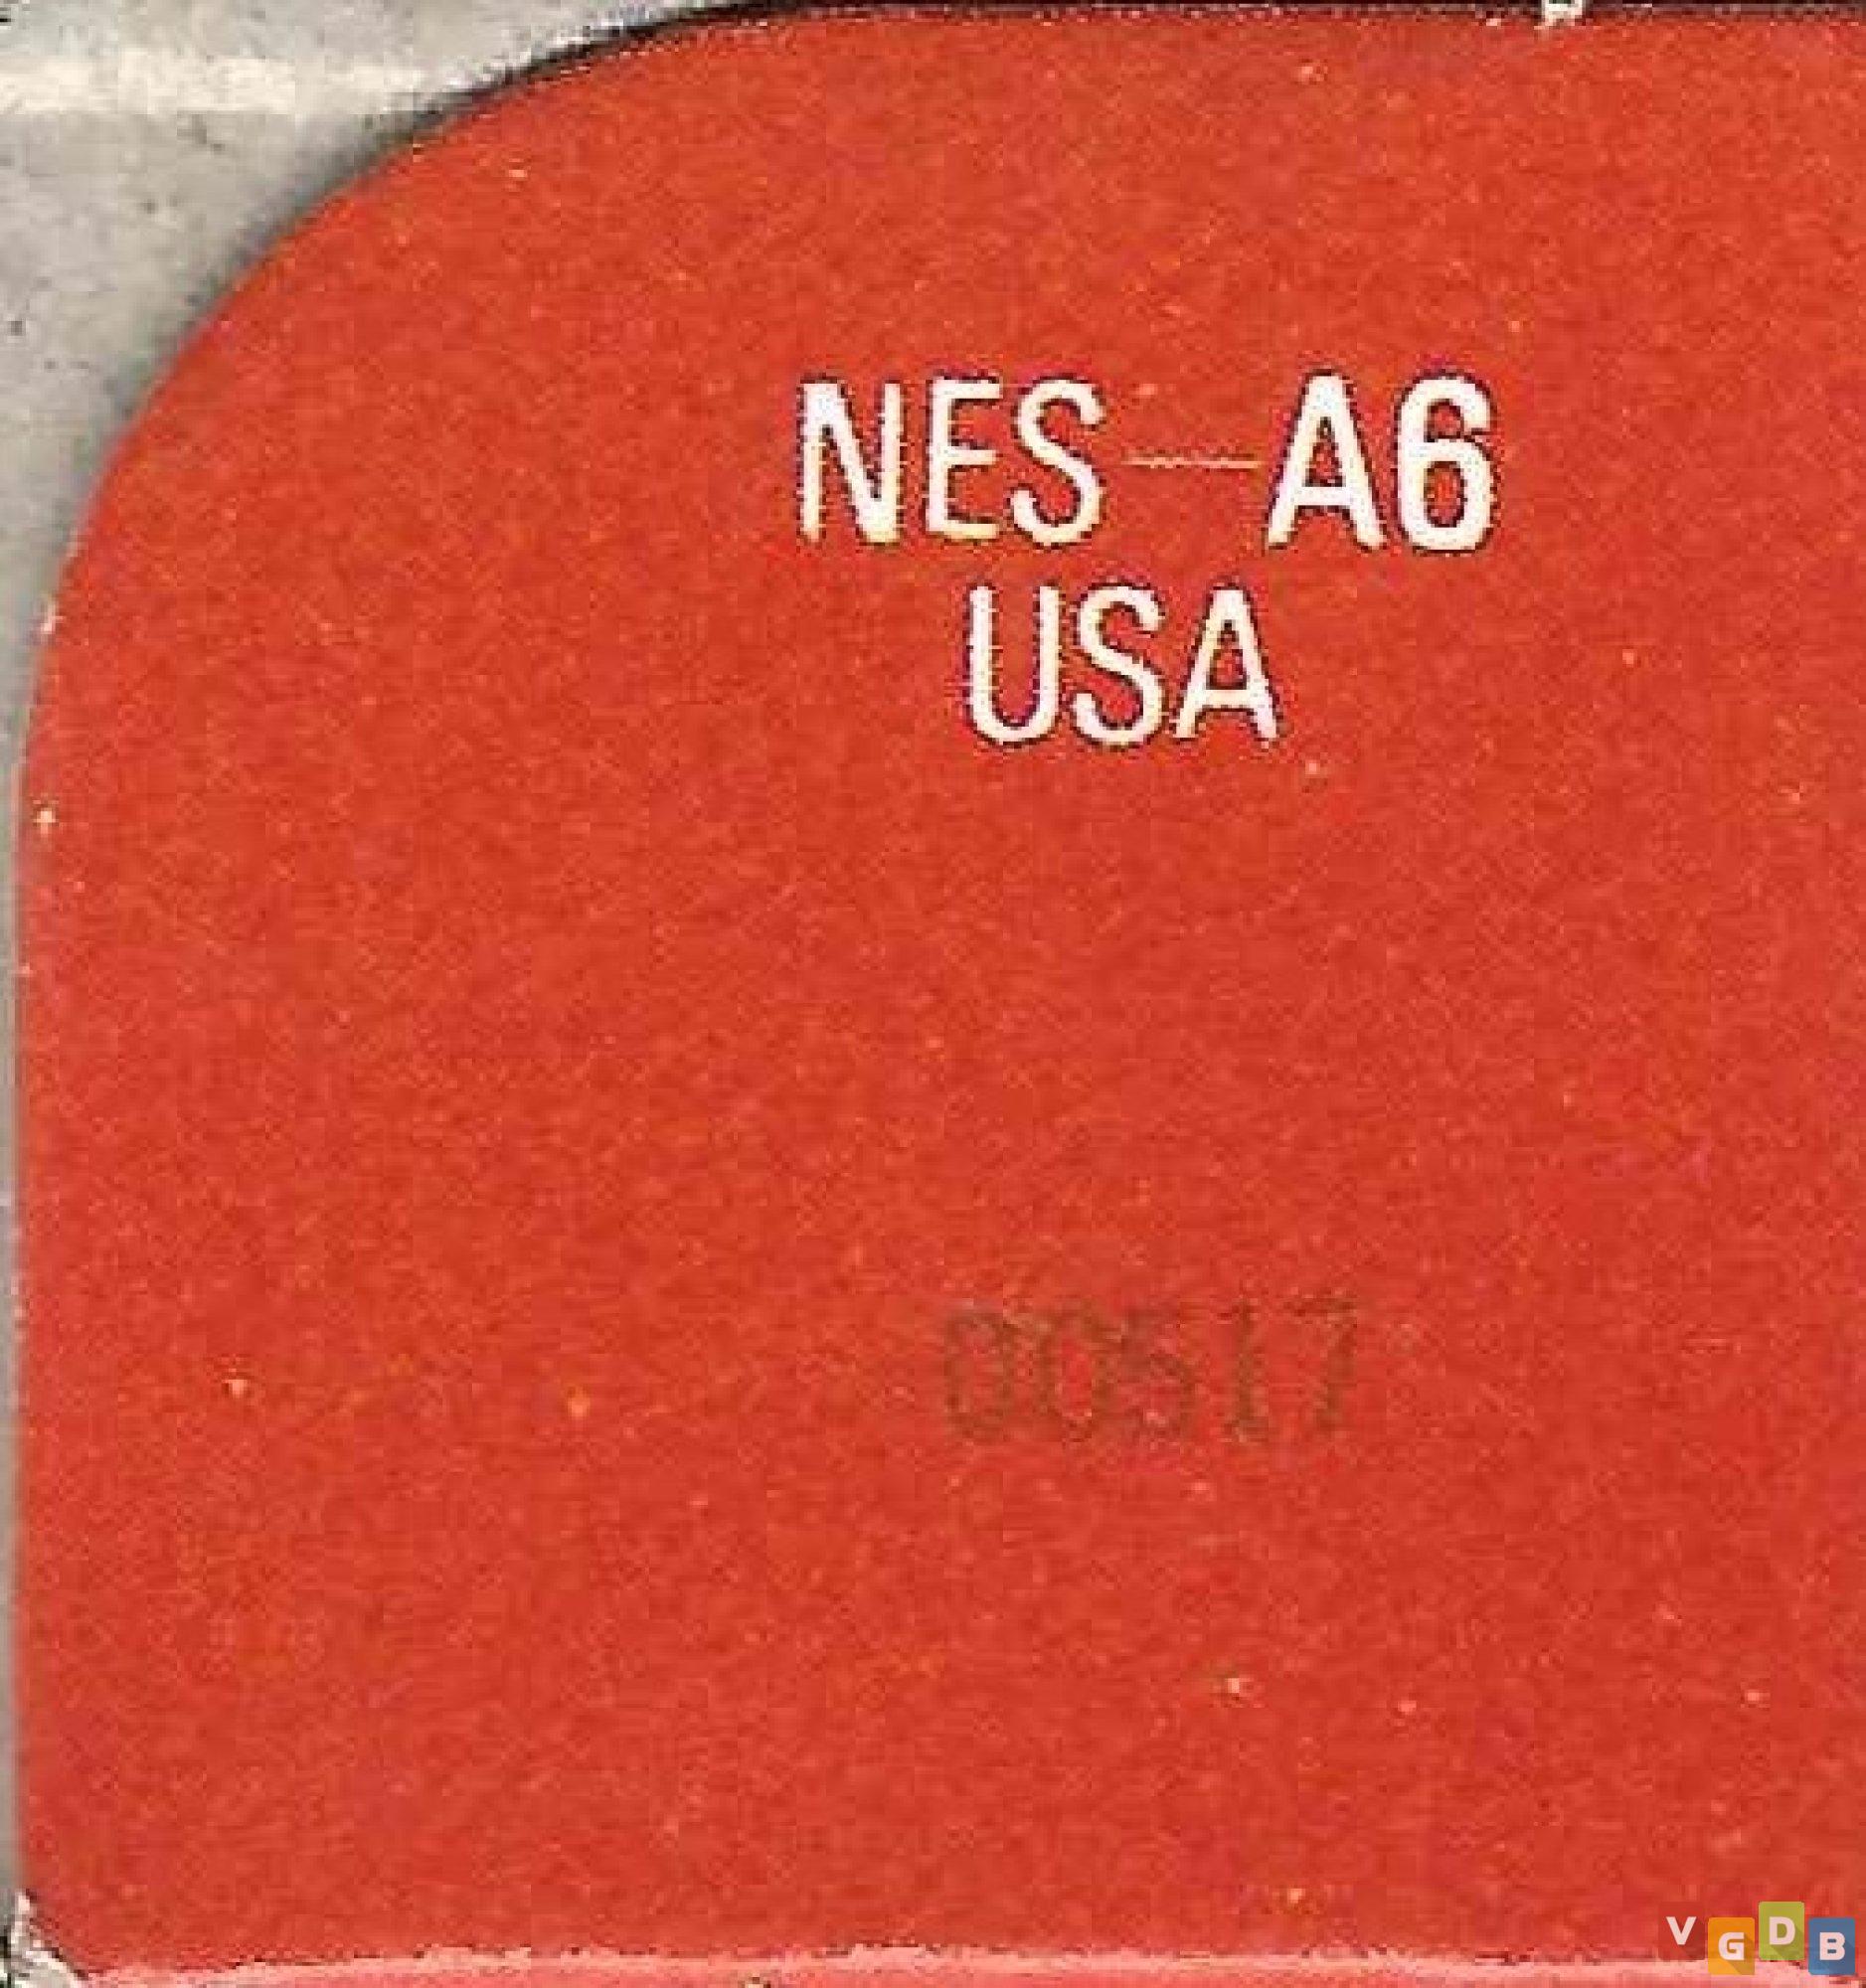 NES-A6
USA
00517
VGDB